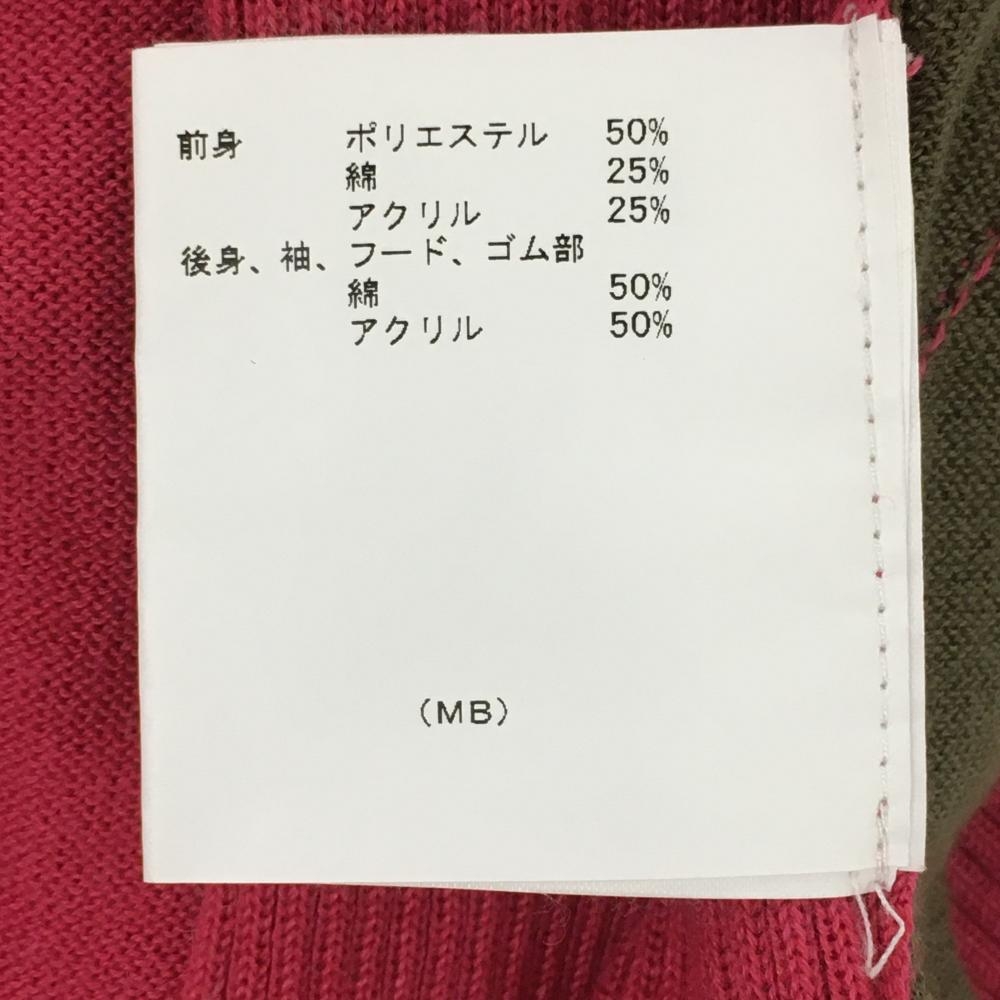 前身 ポリエステル 50%
綿 25%
アクリル 25%
後身、袖、フード、ゴム部
綿 50%
アクリル 50%
(MB)